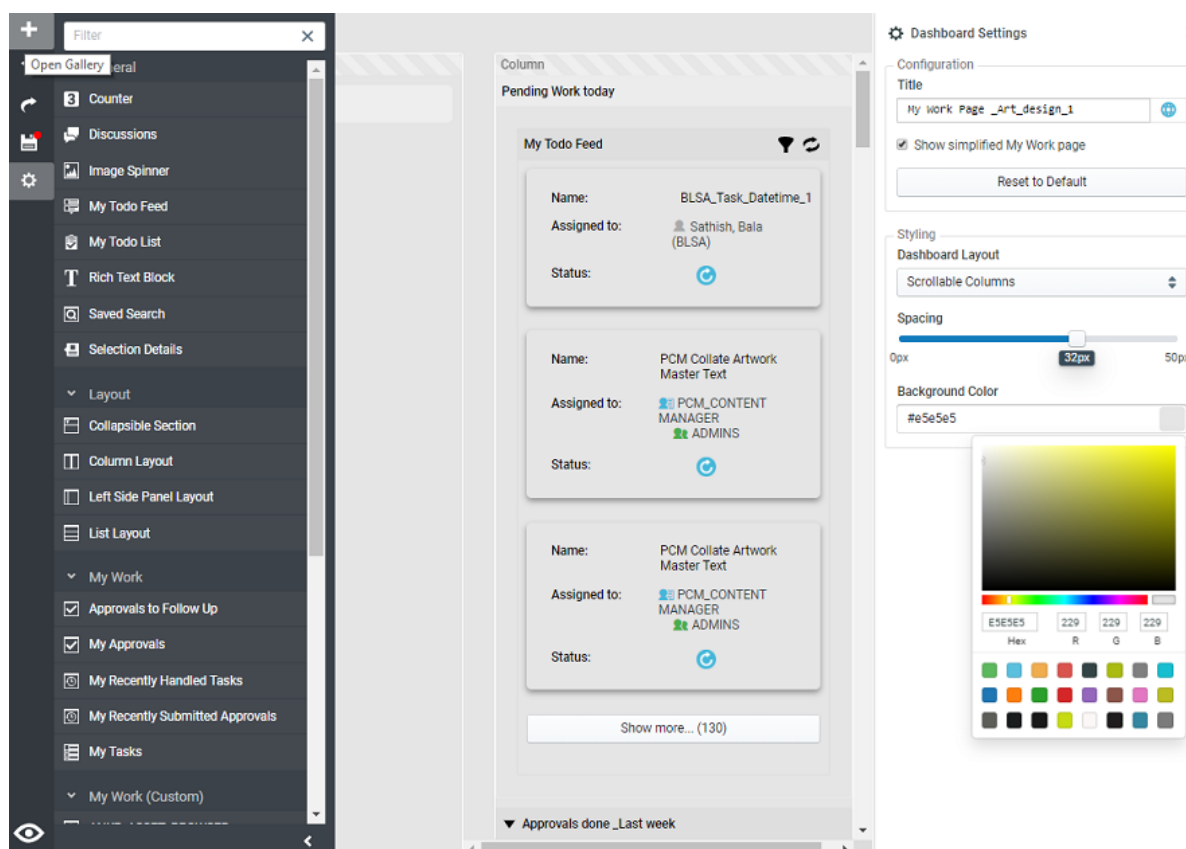 Filter
Open Gallery
eral
3 Counter
Discussions
Image Spinner
My Todo Feed
My Todo List
T Rich Text Block
Saved Search
Selection Details
Layout
Collapsible Section
Column Layout
Left Side Panel Layout
List Layout
My Work
Approvals to Follow Up
My Approvals
My Recently Handled Tasks
My Recently Submitted Approvals
My Tasks
My Work (Custom)
Column
Pending Work today
My Todo Feed
Name: BLSA_Task_Datetime_1
Assigned to: Sathish, Bala
(BLSA)
Status:
Name: PCM Collate Artwork
Master Text
Assigned to: PCM_CONTENT
MANAGER
ADMINS
Status:
Name: PCM Collate Artwork
Master Text
Assigned to: PCM_CONTENT
MANAGER
ADMINS
Status:
Show more... (130)
Approvals done _Last week
Dashboard Settings
Configuration
Title
My Work Page _Art_design_1
Show simplified My Work page
Reset to Default
Styling
Dashboard Layout
Scrollable Columns
Spacing
0px 32px 50px
Background Color
#e5e5e5
E5E5E5 229 229 229
Hex R G B